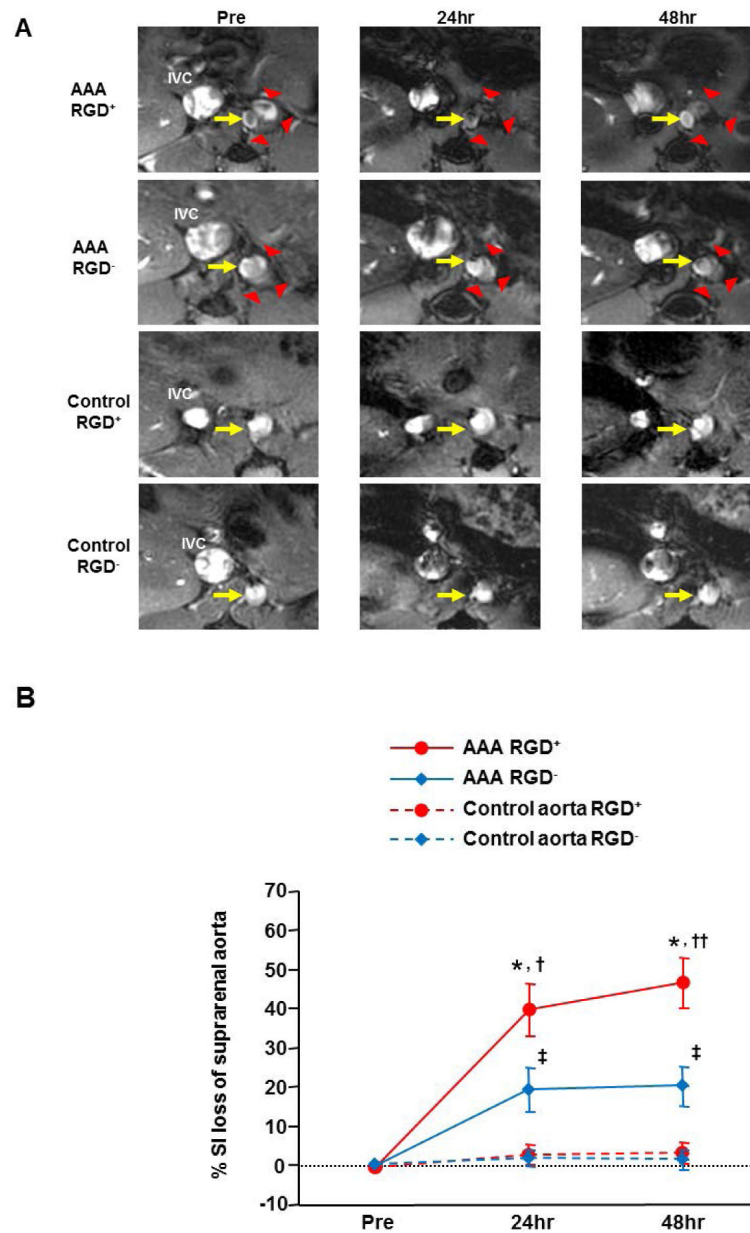 A
Pre 24hr 48hr
AAA
RGD⁺
IVC
AAA
RGD⁻
IVC
Control
RGD⁺
IVC
Control
RGD⁻
IVC
B
AAA RGD⁺
AAA RGD⁻
Control aorta RGD⁺
Control aorta RGD⁻
% SI loss of suprarenal aorta
70
60
50
40
30
20
10
0
-10
*, †
*, ††
‡
‡
Pre 24hr 48hr